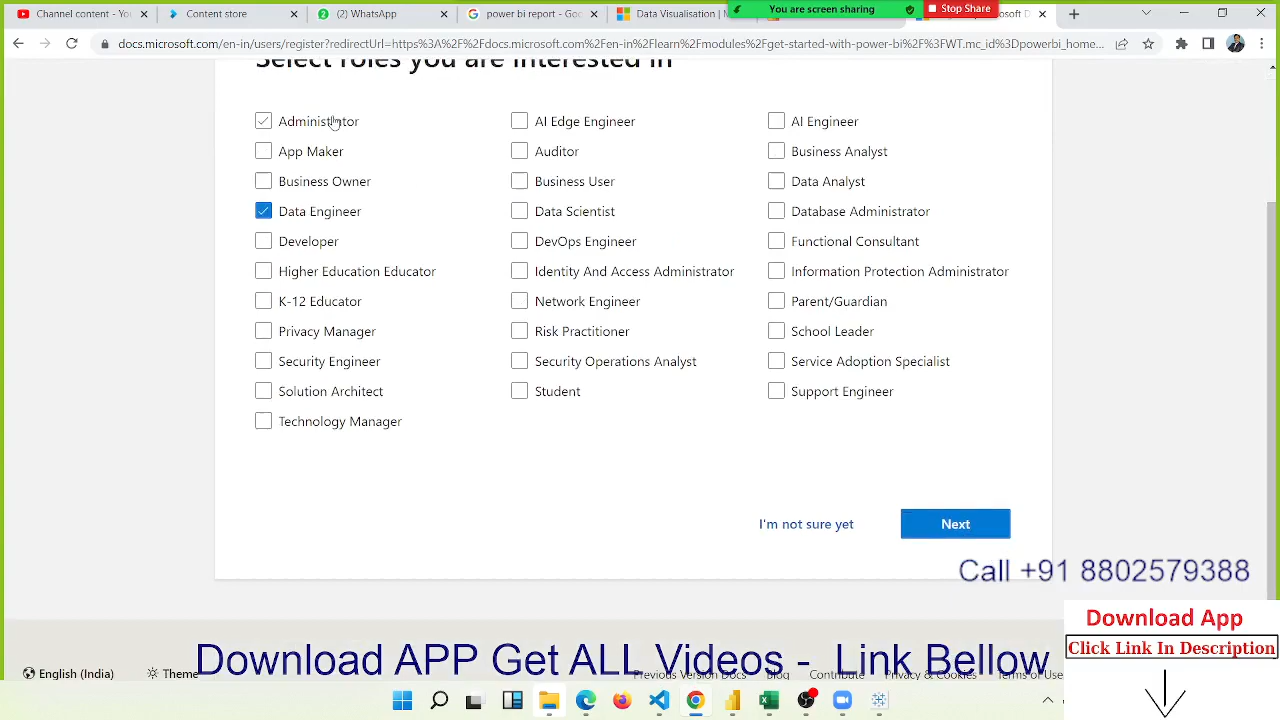 Channel content - Yo
Content store
(2) WhatsApp
power bi report - Goo
Data Visualisation | M
You are screen sharing
Stop Share
osoft D
docs.microsoft.com/en-in/users/register?redirectUrl=https%3A%2F%2Fdocs.microsoft.com%2Fen-in%2Flearn%2Fmodules%2Fget-started-with-power-bi%2F%3FWT.mc_id%3Dpowerbi_home...
Select roles you are interested in
Administrator
AI Edge Engineer
AI Engineer
App Maker
Auditor
Business Analyst
Business Owner
Business User
Data Analyst
Data Engineer
Data Scientist
Database Administrator
Developer
DevOps Engineer
Functional Consultant
Higher Education Educator
Identity And Access Administrator
Information Protection Administrator
K-12 Educator
Network Engineer
Parent/Guardian
Privacy Manager
Risk Practitioner
School Leader
Security Engineer
Security Operations Analyst
Service Adoption Specialist
Solution Architect
Student
Support Engineer
Technology Manager
I'm not sure yet
Next
Call +91 8802579388
Download App
Click Link In Description
Download APP Get ALL Videos - Link Bellow
English (India)
Theme
Previous Version Docs
Blog
Contribute
Privacy & Cookies
Terms of Use